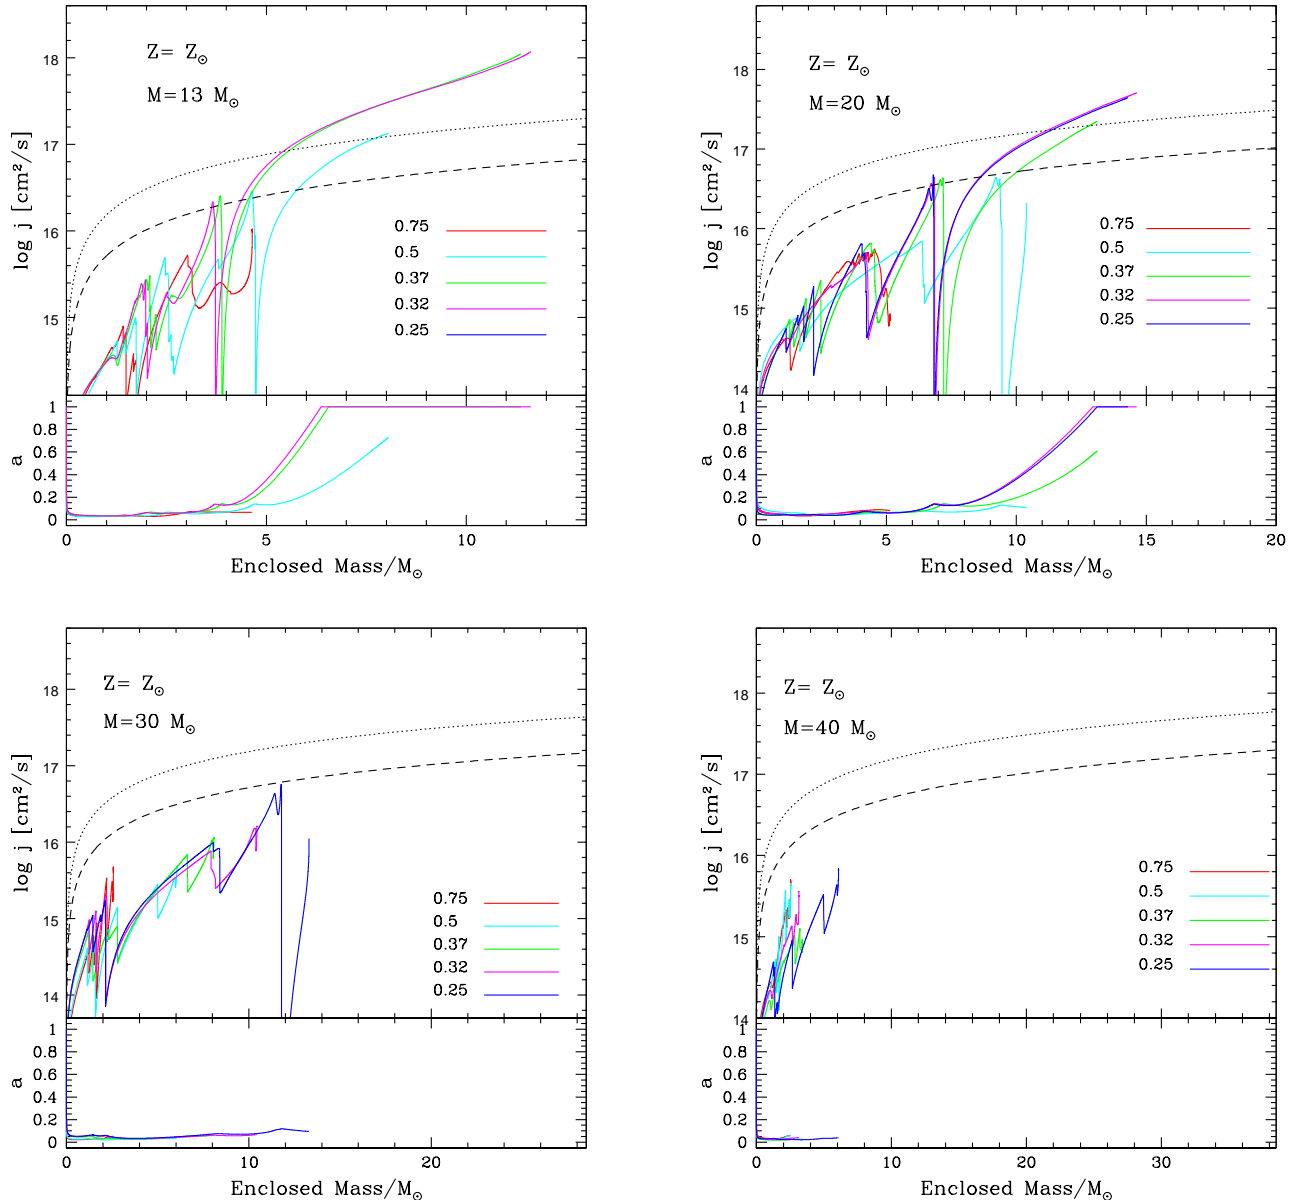 Z= Z☉
M=13 M☉
log j [cm²/s]
18
17
16
15
0.75
0.5
0.37
0.32
0.25
a
1
0.8
0.6
0.4
0.2
0
0 5 10
Enclosed Mass/M☉
Z= Z☉
M=20 M☉
log j [cm²/s]
18
17
16
15
14
0.75
0.5
0.37
0.32
0.25
a
1
0.8
0.6
0.4
0.2
0
0 5 10 15 20
Enclosed Mass/M☉
Z= Z☉
M=30 M☉
log j [cm²/s]
18
17
16
15
14
0.75
0.5
0.37
0.32
0.25
a
1
0.8
0.6
0.4
0.2
0
0 10 20
Enclosed Mass/M☉
Z= Z☉
M=40 M☉
log j [cm²/s]
18
17
16
15
14
0.75
0.5
0.37
0.32
0.25
a
1
0.8
0.6
0.4
0.2
0
0 10 20 30
Enclosed Mass/M☉